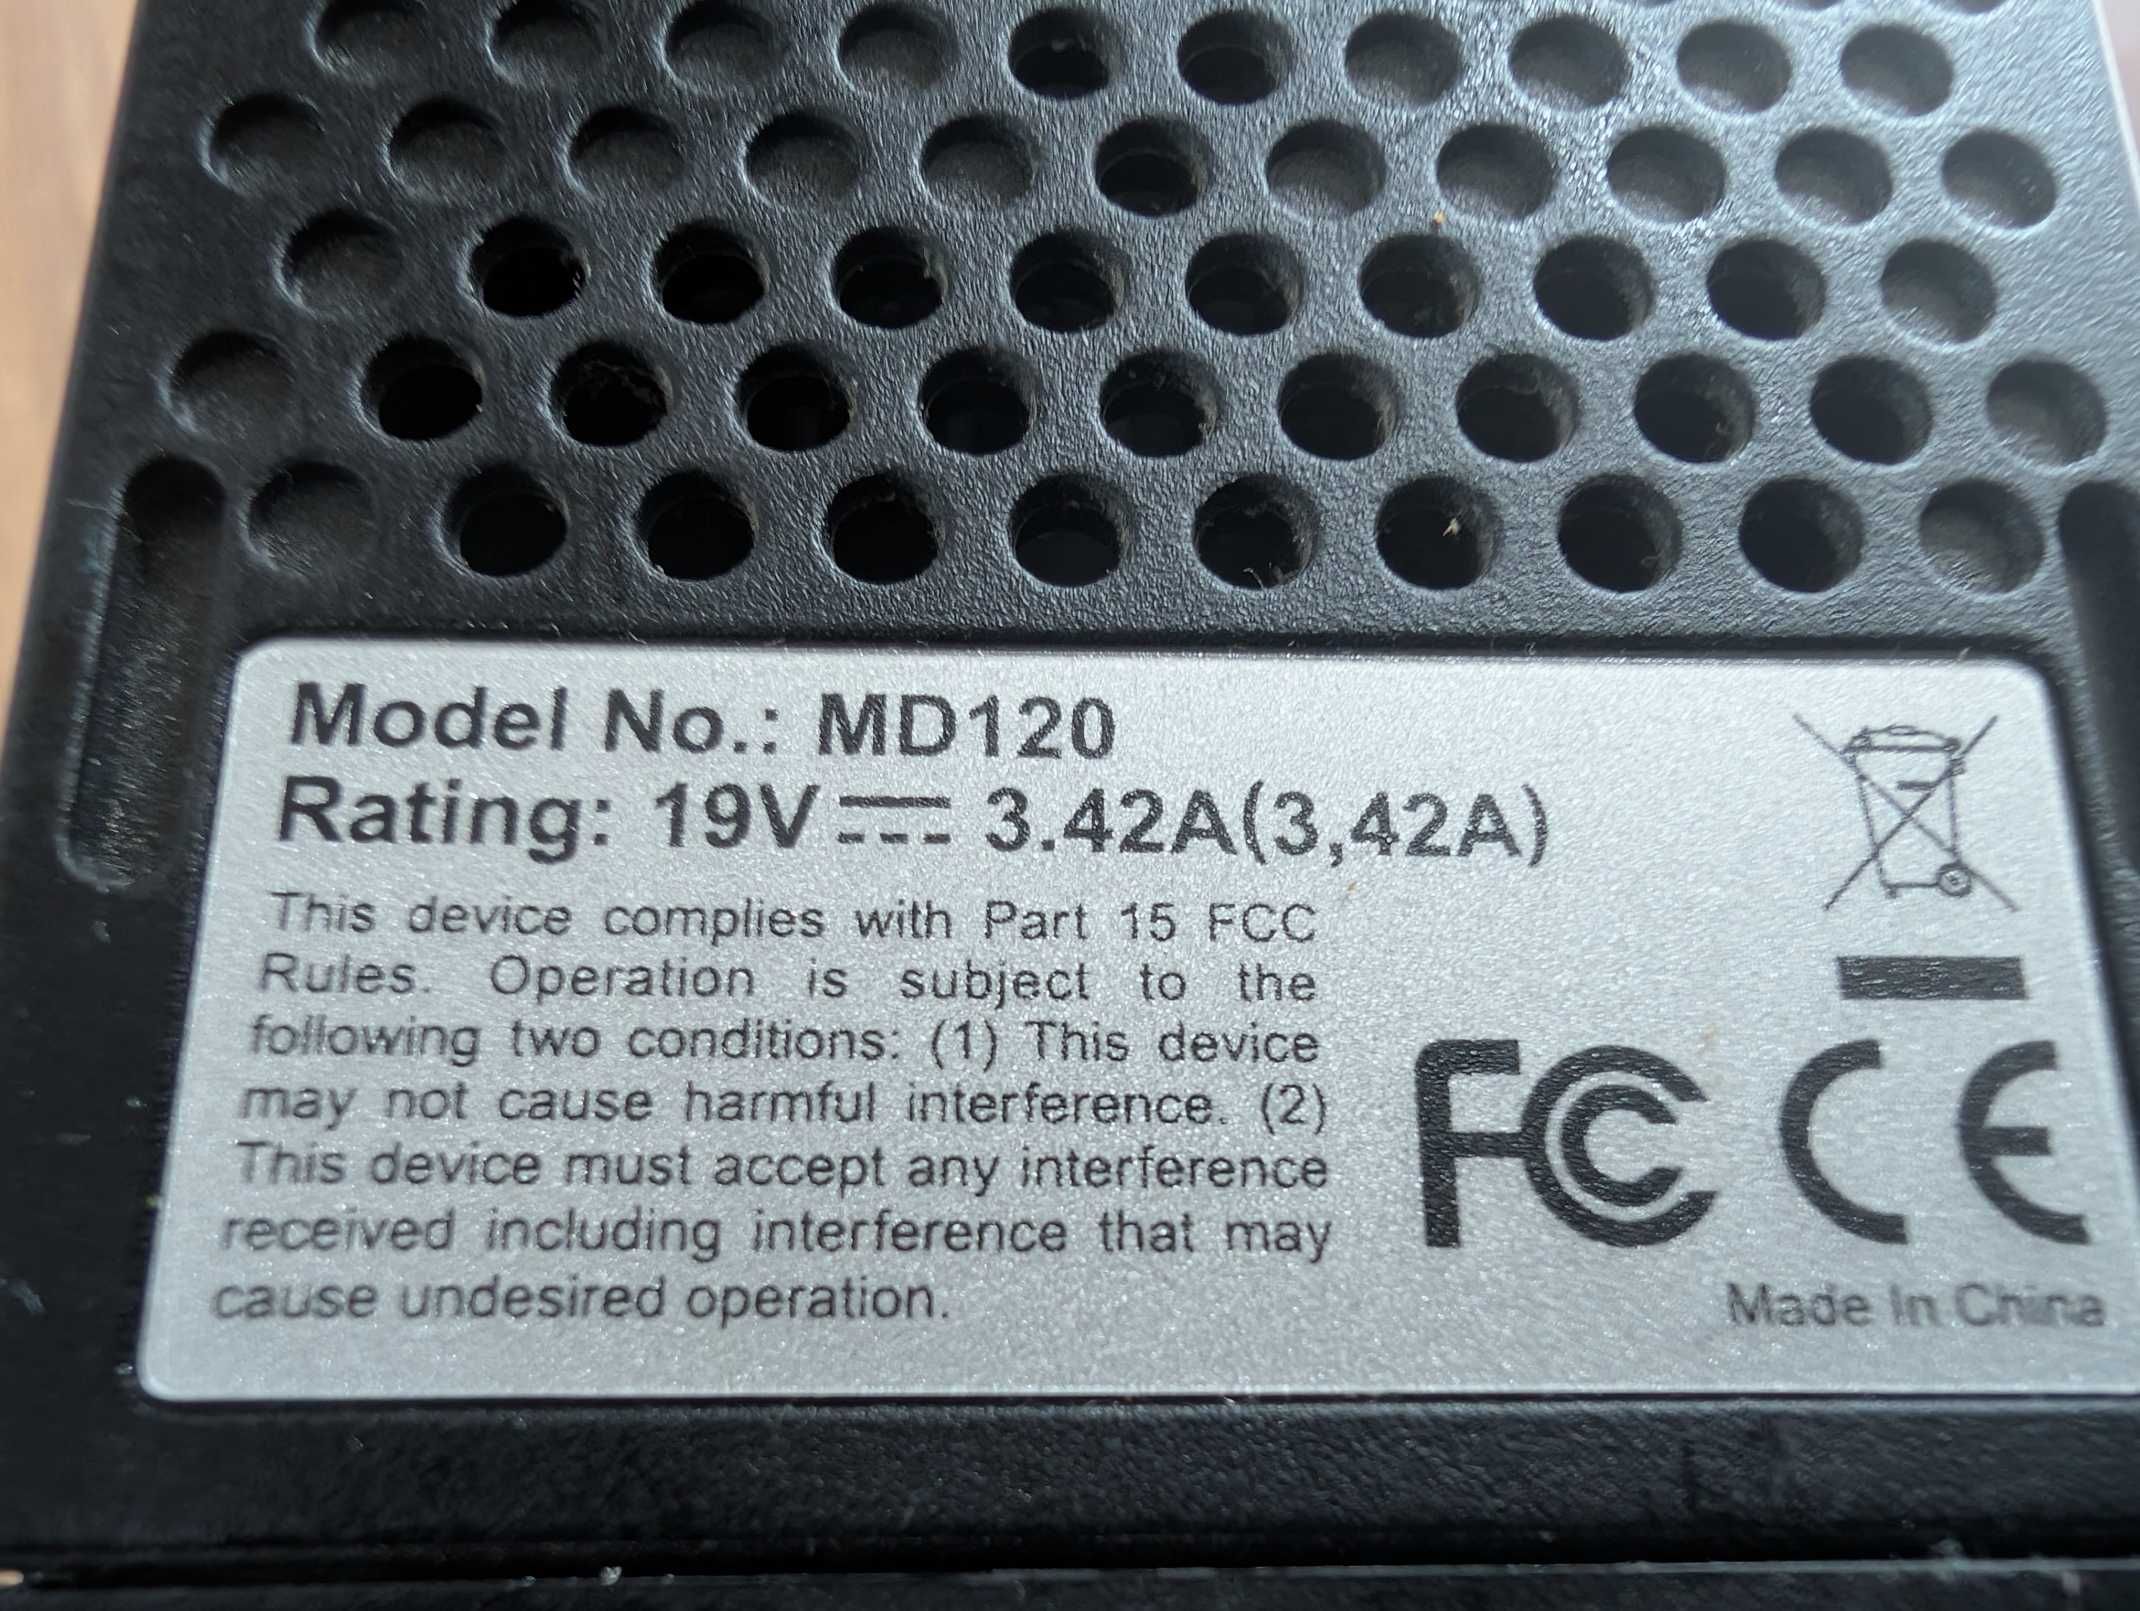 Model No.: MD120
Rating: 19V⎓ 3.42A(3,42A)
This device complies with Part 15 FCC
Rules. Operation is subject to the
following two conditions: (1) This device
may not cause harmful interference. (2)
This device must accept any interference
received including interference that may
cause undesired operation.
FCC CE
Made In China